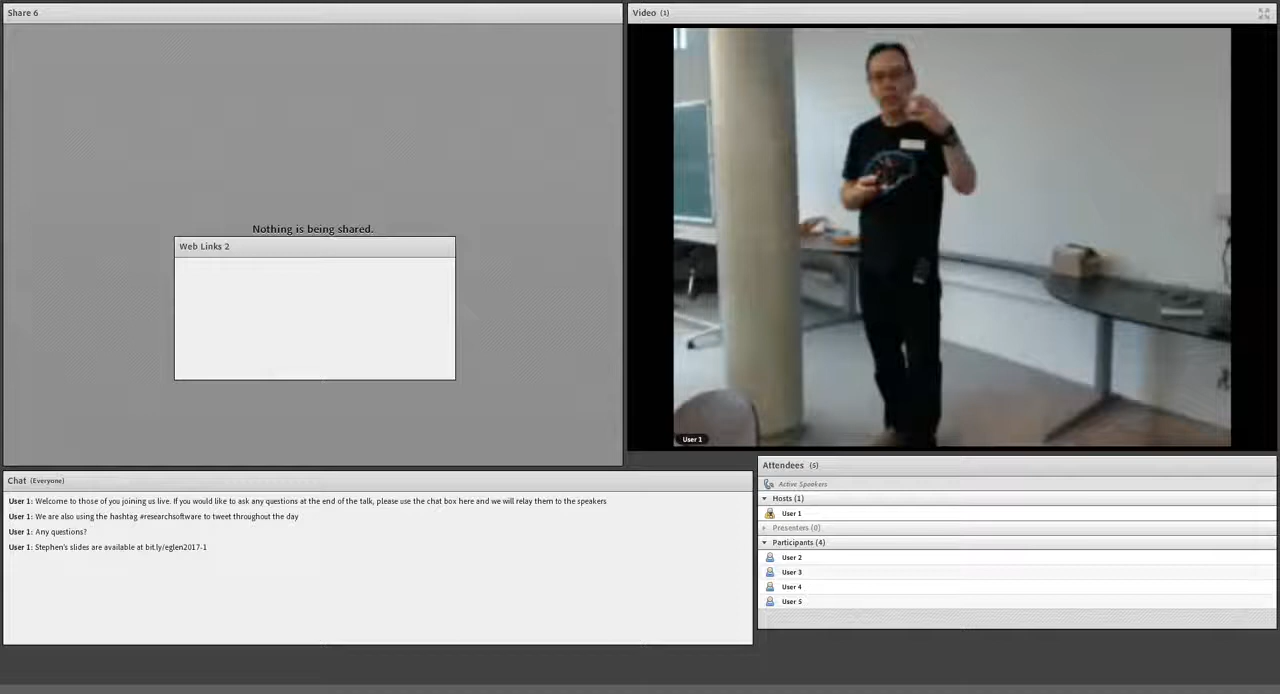 Share 6
Nothing is being shared.
Web Links 2
Video (1)
User 1
Chat (Everyone)
User 1: Welcome to those of you joining us live. If you would like to ask any questions at the end of the talk, please use the chat box here and we will relay them to the speakers
User 1: We are also using the hashtag #researchsoftware to tweet throughout the day
User 1: Any questions?
User 1: Stephen's slides are available at bit.ly/eglen2017-1
Attendees (5)
Active Speakers
Hosts (1)
User 1
Presenters (0)
Participants (4)
User 2
User 3
User 4
User 5